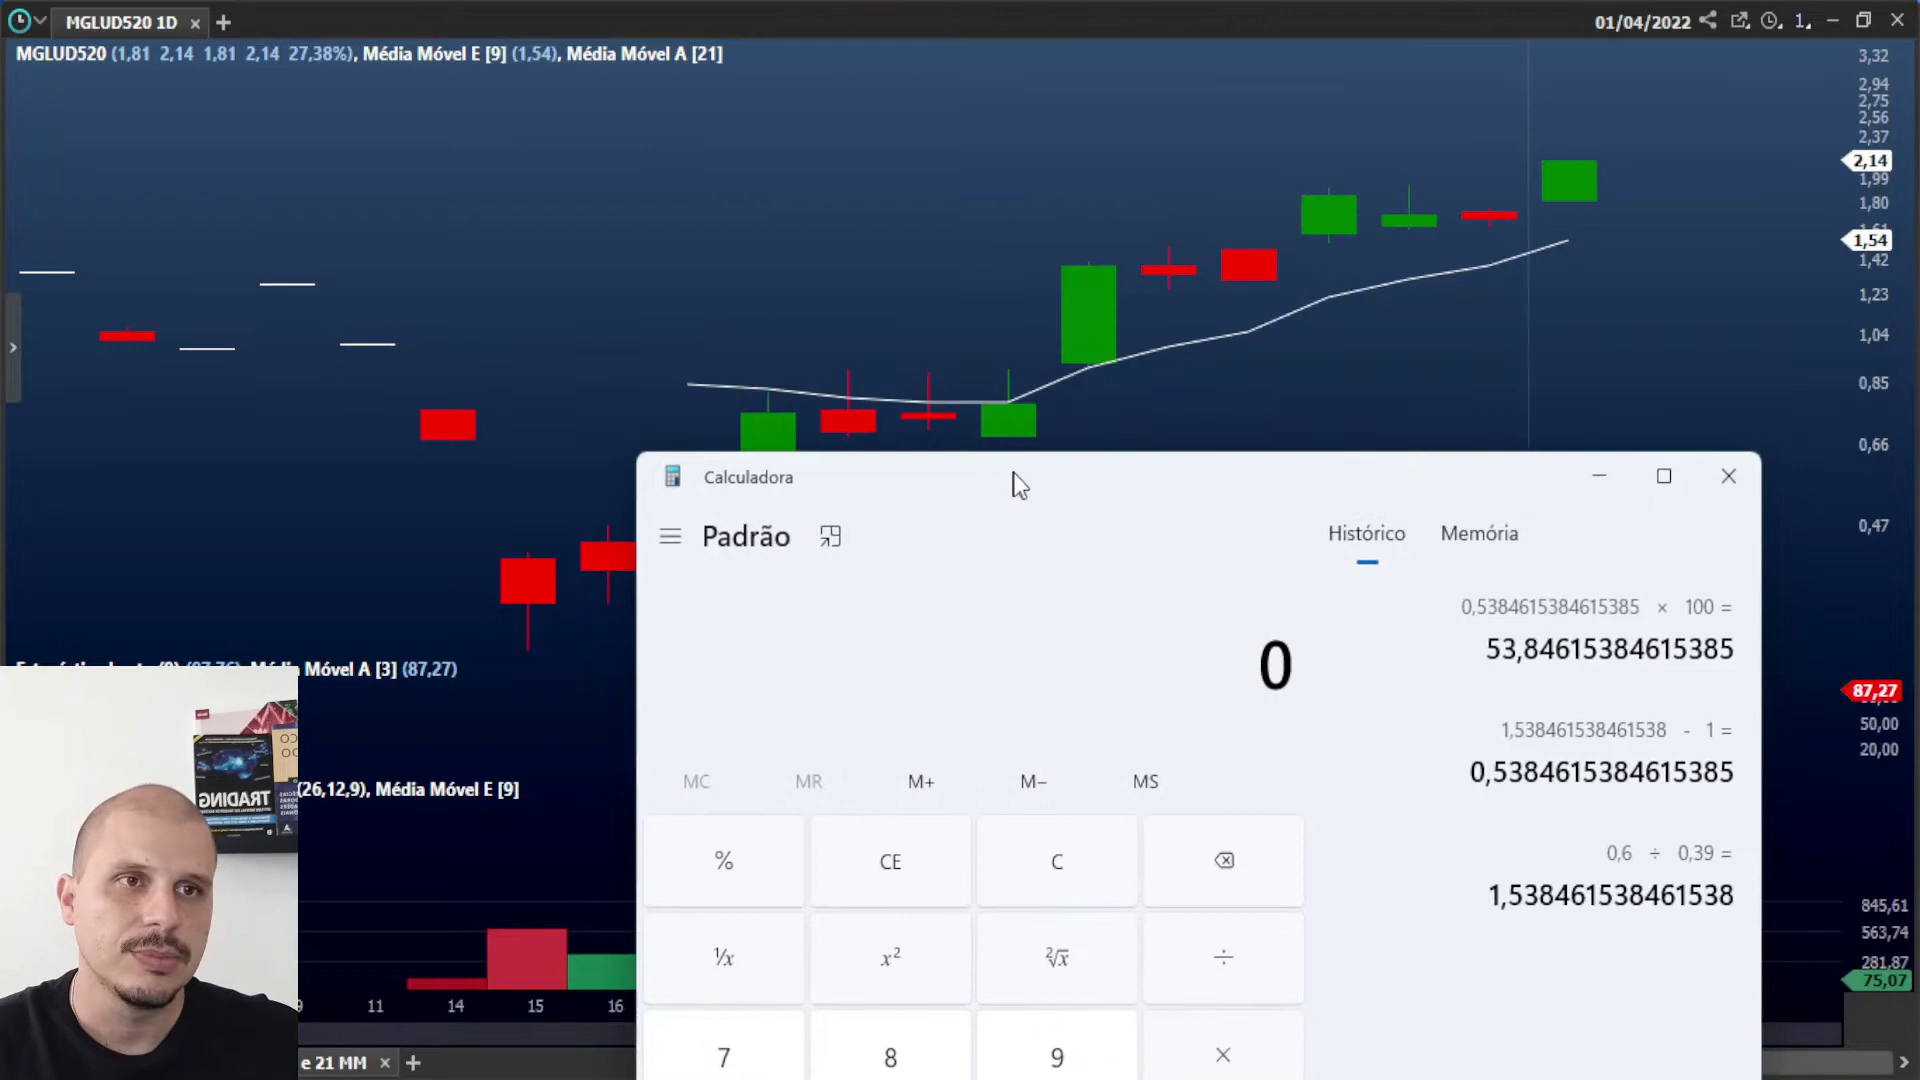 MGLUD520 1D
01/04/2022
1
MGLUD520 (1,81 2,14 1,81 2,14 27,38%), Média Móvel E [9] (1,54), Média Móvel A [21]
3,32
2,94
2,75
2,56
2,37
2,14
1,99
1,80
1,54
1,42
1,23
1,04
0,85
0,66
0,47
Calculadora
Padrão
Histórico Memória
0,5384615384615385 × 100 =
53,84615384615385
0
1,538461538461538 - 1 =
0,5384615384615385
0,6 ÷ 0,39 =
1,538461538461538
MC MR M+ M− MS
% CE C
¹/x x² ²√x ÷
7 8 9 ×
Média Móvel A [3] (87,27)
87,27
50,00
20,00
(26,12,9), Média Móvel E [9]
TRADING
845,61
563,74
281,87
75,07
11 14 15 16
e 21 MM